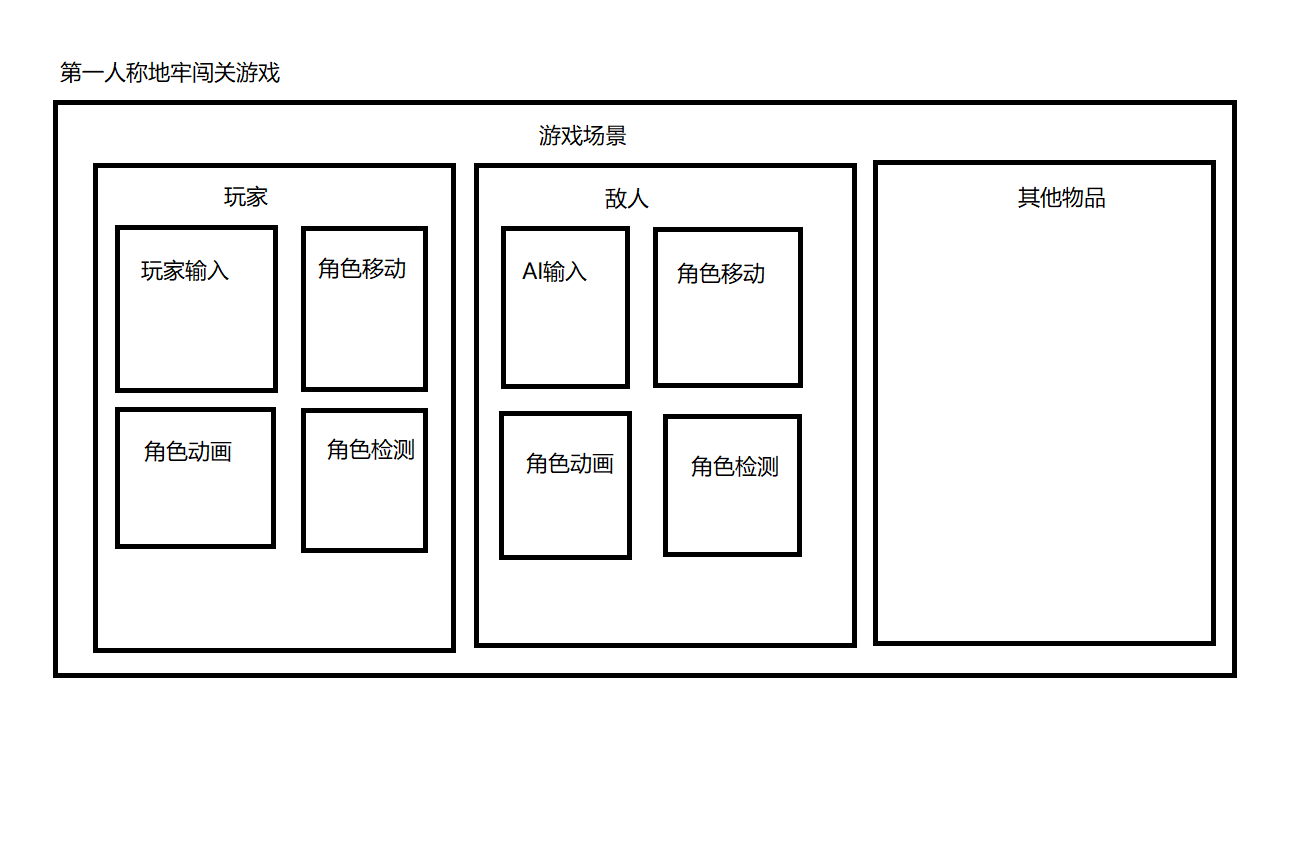 第一人称地牢闯关游戏
游戏场景
玩家
玩家输入
角色移动
角色动画
角色检测
敌人
AI输入
角色移动
角色动画
角色检测
其他物品